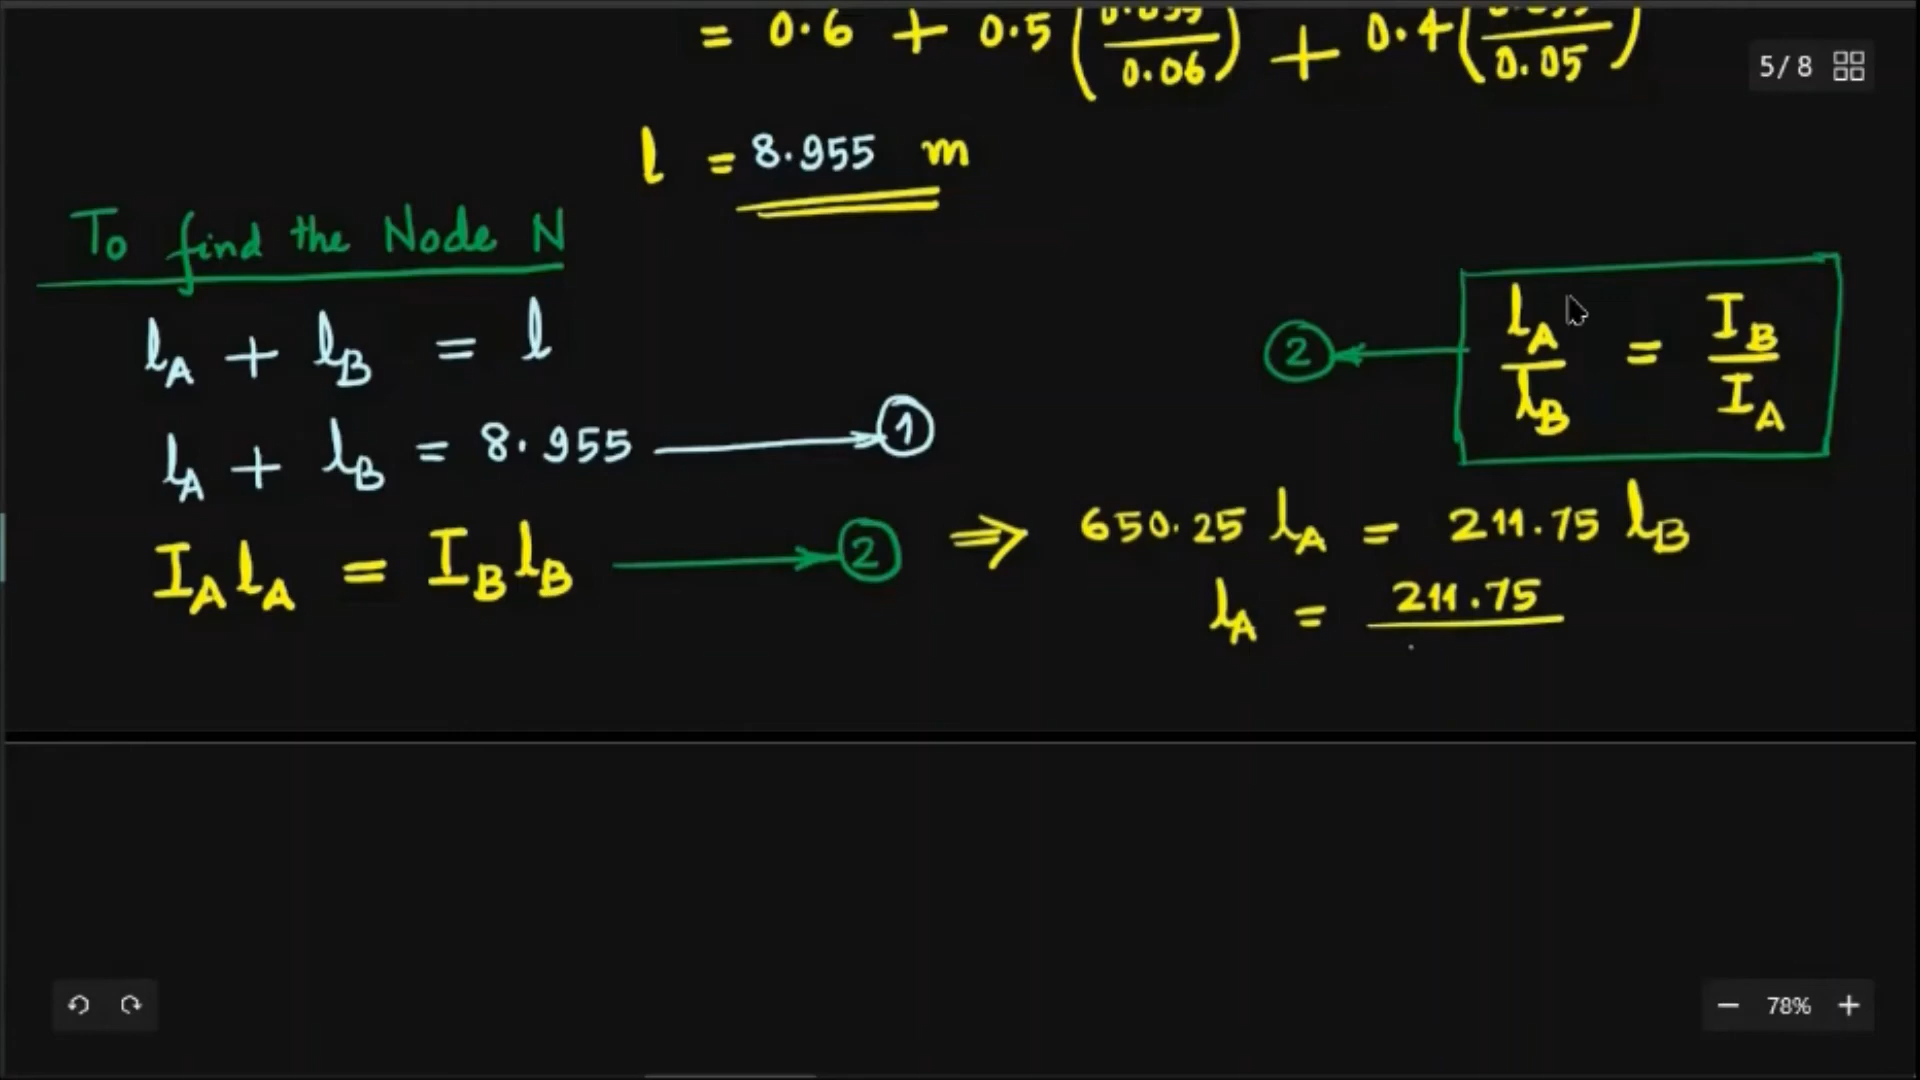 = 0.6 + 0.5 ( / 0.06 ) + 0.4 ( / 0.05 )
5/8
l = 8.955 m
To find the Node N
lA + lB = l
lA / lB = IB / IA
2
lA + lB = 8.955
1
IA lA = IB lB
2
⇒ 650.25 lA = 211.75 lB
lA = 211.75
78%